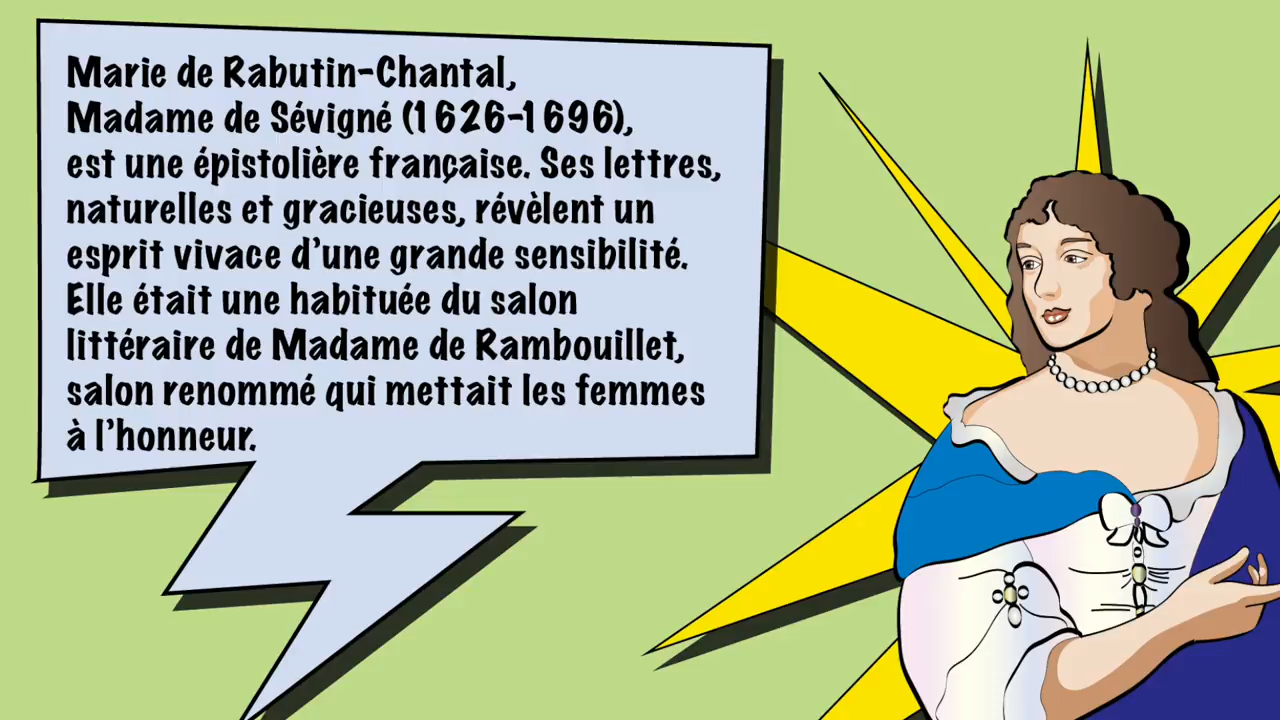 Marie de Rabutin-Chantal,
Madame de Sévigné (1626-1696),
est une épistolière française. Ses lettres,
naturelles et gracieuses, révèlent un
esprit vivace d’une grande sensibilité.
Elle était une habituée du salon
littéraire de Madame de Rambouillet,
salon renommé qui mettait les femmes
à l’honneur.